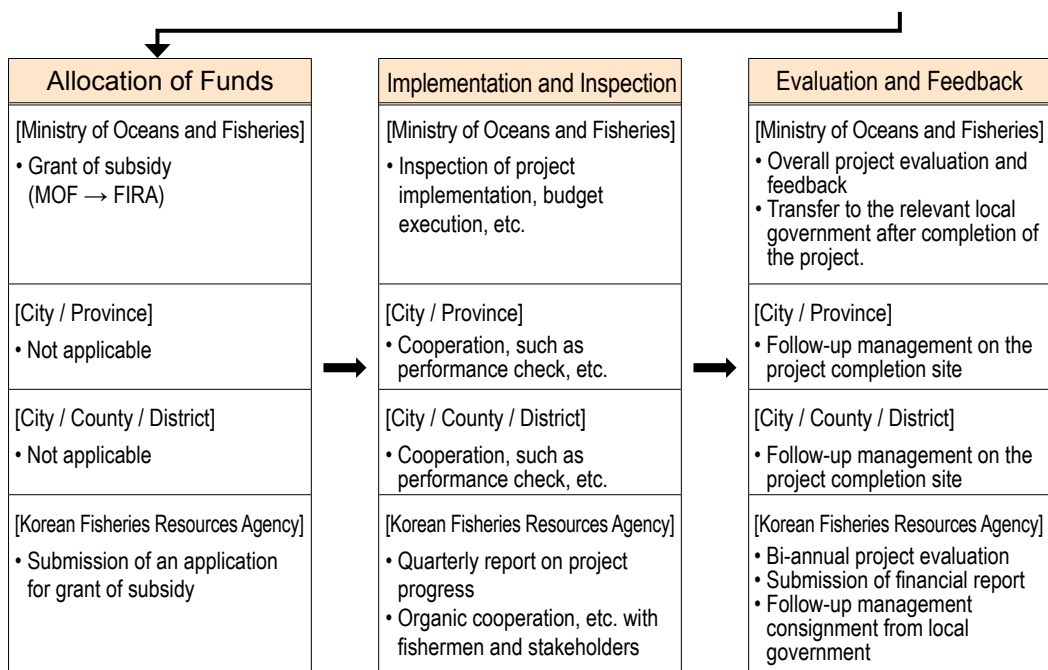 Allocation of Funds
[Ministry of Oceans and Fisheries]
• Grant of subsidy
(MOF → FIRA)
[City / Province]
• Not applicable
[City / County / District]
• Not applicable
[Korean Fisheries Resources Agency]
• Submission of an application
for grant of subsidy
Implementation and Inspection
[Ministry of Oceans and Fisheries]
• Inspection of project
implementation, budget
execution, etc.
[City / Province]
• Cooperation, such as
performance check, etc.
[City / County / District]
• Cooperation, such as
performance check, etc.
[Korean Fisheries Resources Agency]
• Quarterly report on project
progress
• Organic cooperation, etc. with
fishermen and stakeholders
Evaluation and Feedback
[Ministry of Oceans and Fisheries]
• Overall project evaluation and
feedback
• Transfer to the relevant local
government after completion of
the project.
[City / Province]
• Follow-up management on the
project completion site
[City / County / District]
• Follow-up management on the
project completion site
[Korean Fisheries Resources Agency]
• Bi-annual project evaluation
• Submission of financial report
• Follow-up management
consignment from local
government